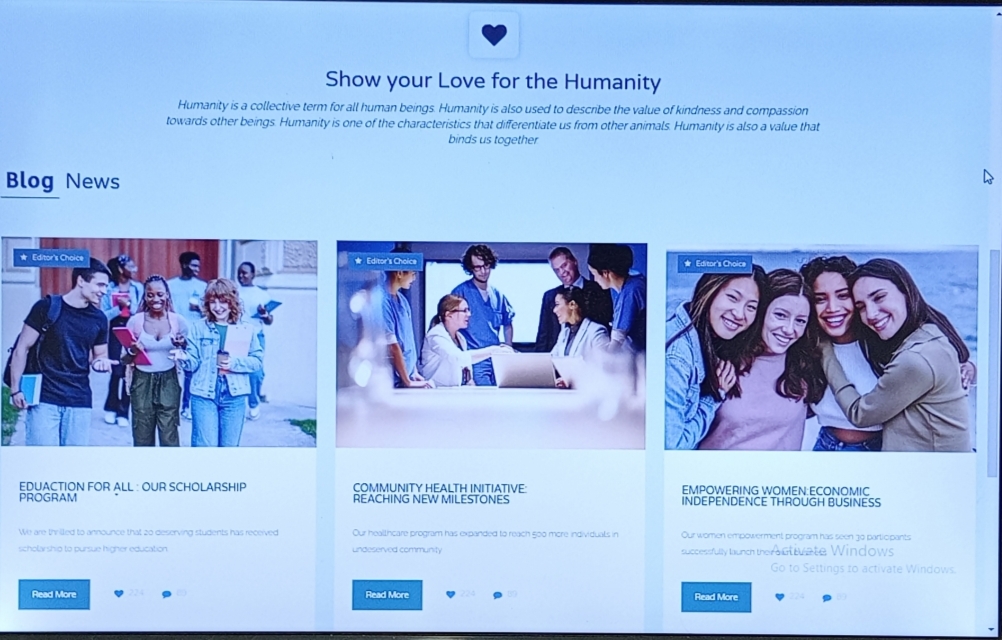 Show your Love for the Humanity
Humanity is a collective term for all human beings. Humanity is also used to describe the value of kindness and compassion
towards other beings. Humanity is one of the characteristics that differentiate us from other animals. Humanity is also a value that
binds us together
Blog News
Editor's Choice
EDUACTION FOR ALL : OUR SCHOLARSHIP
PROGRAM
We are thrilled to announce that 20 deserving students has received
scholarship to pursue higher education
Read More 224 89
Editor's Choice
COMMUNITY HEALTH INITIATIVE:
REACHING NEW MILESTONES
Our healthcare program has expanded to reach 500 more individuals in
undeserved community
Read More 224 89
Editor's Choice
EMPOWERING WOMEN:ECONOMIC
INDEPENDENCE THROUGH BUSINESS
Our women empowerment program has seen 30 participants
successfully launch their own business
Read More 224 89
Activate Windows
Go to Settings to activate Windows.